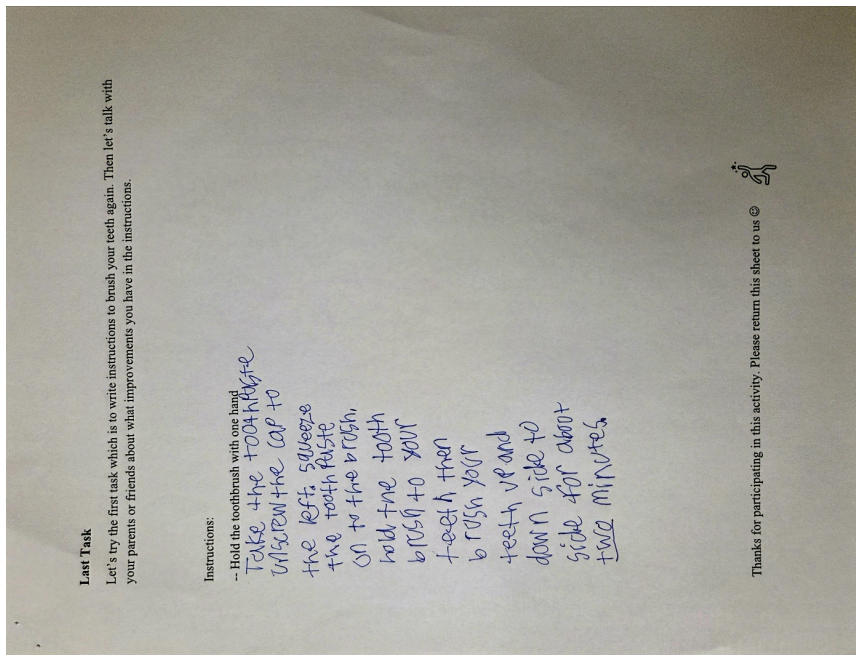 Last Task
Let's try the first task which is to write instructions to brush your teeth again. Then let's talk with
your parents or friends about what improvements you have in the instructions.
Instructions:
-- Hold the toothbrush with one hand
Take the toothpaste
unscrew the cap to
the left. squeeze
the tooth paste
on to the brush.
hold the tooth
brush to your
teeth then
brush your
teeth up and
down side to
side for about
two minutes.
Thanks for participating in this activity. Please return this sheet to us ☺